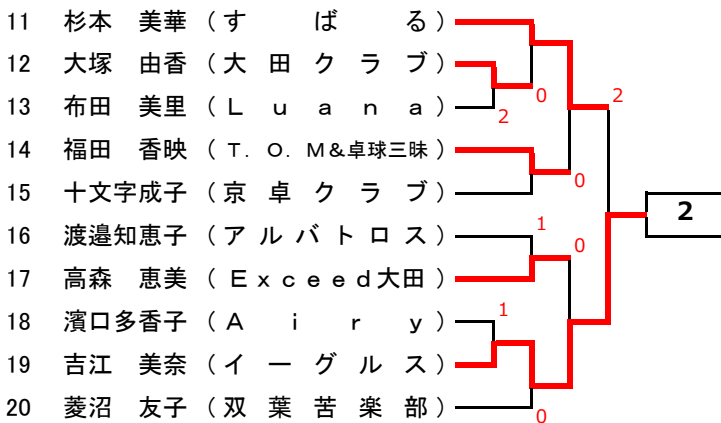 11 杉本 美華 (す ば る)
12 大塚 由香 (大 田 ク ラ ブ)
13 布田 美里 (Ｌ ｕ ａ ｎ ａ)
14 福田 香映 (Ｔ．Ｏ．Ｍ&卓球三昧)
15 十文字成子 (京 卓 ク ラ ブ)
16 渡邉知恵子 (ア ル バ ト ロ ス)
17 高森 恵美 (Ｅｘｃｅｅｄ大田)
18 濱口多香子 (Ａ ｉ ｒ ｙ)
19 吉江 美奈 (イ ー グ ル ス)
20 菱沼 友子 (双 葉 苦 楽 部)
0
2
2
0
2
1
0
1
0